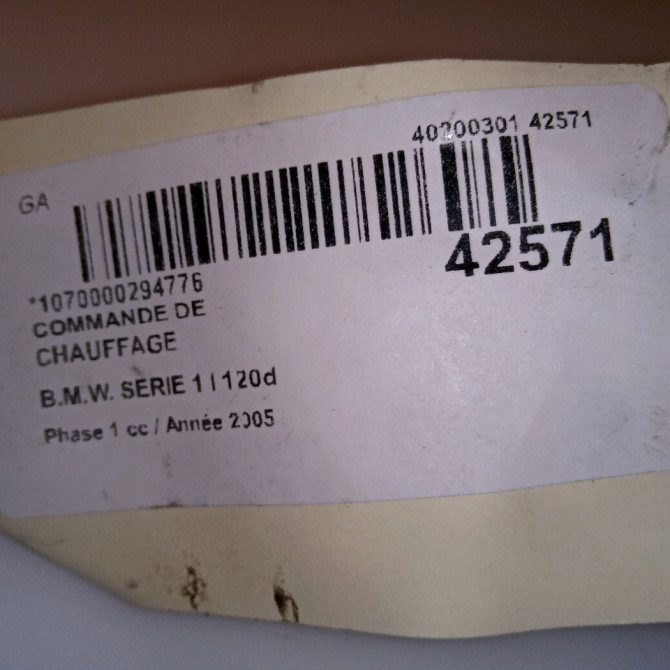 40200301 42571
GA
42571
*1070000294776
COMMANDE DE
CHAUFFAGE
B.M.W. SERIE 1 I 120d
Phase 1 cc / Année 2005